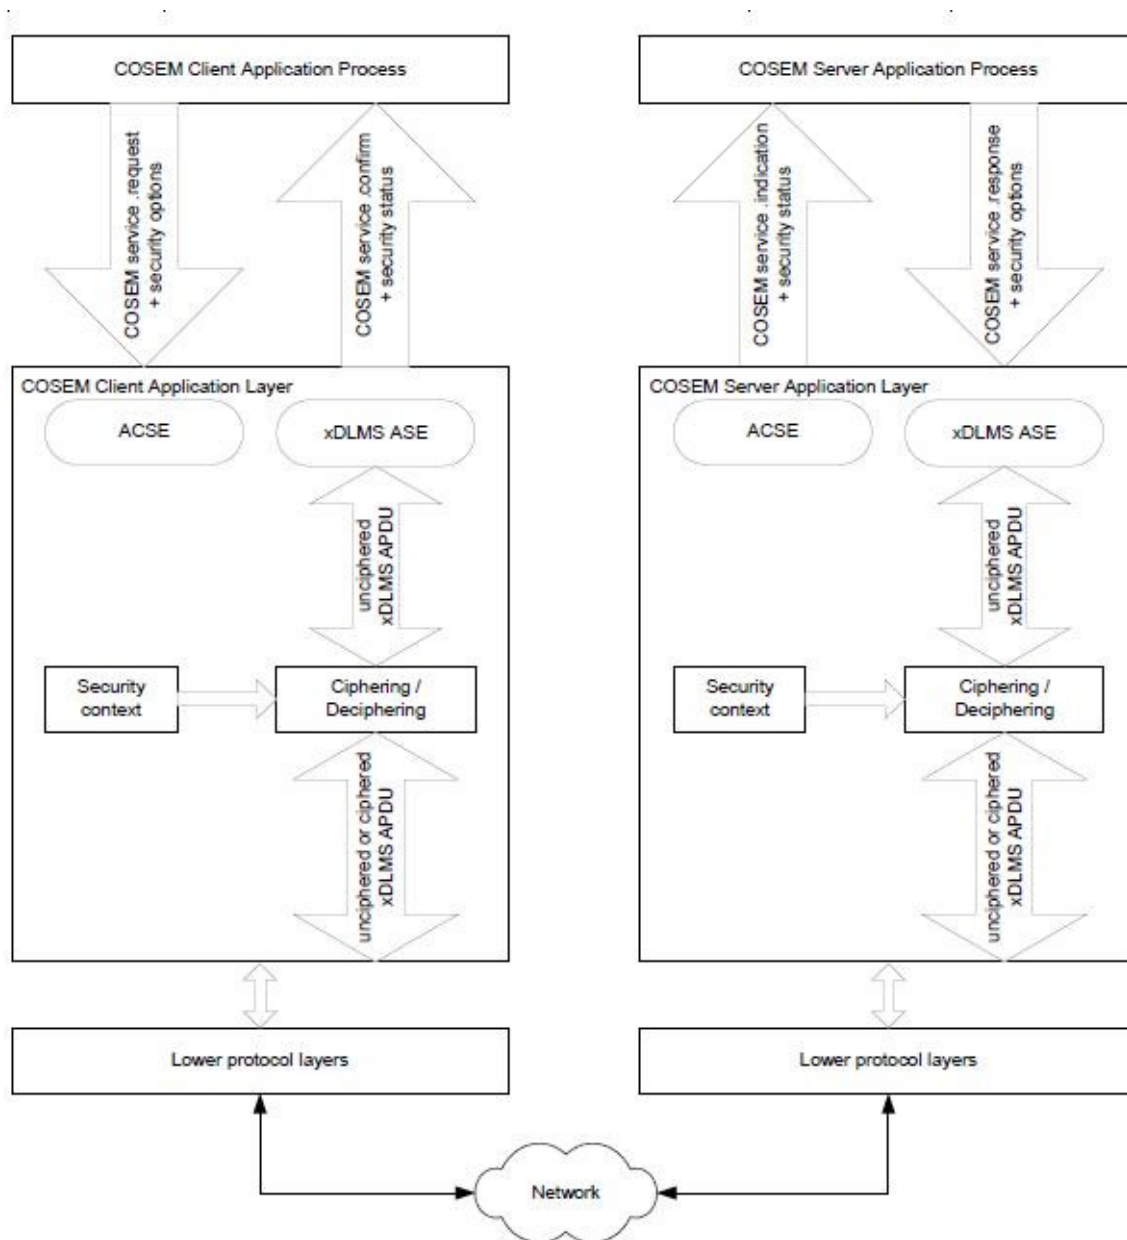 COSEM Client Application Process
COSEM Server Application Process
COSEM service .request
+ security options
COSEM service .confirm
+ security status
COSEM service .indication
+ security status
COSEM service .response
+ security options
COSEM Client Application Layer
ACSE
xDLMS ASE
COSEM Server Application Layer
ACSE
xDLMS ASE
unciphered
xDLMS APDU
unciphered
xDLMS APDU
Security
context
Ciphering /
Deciphering
Security
context
Ciphering /
Deciphering
unciphered or ciphered
xDLMS APDU
unciphered or ciphered
xDLMS APDU
Lower protocol layers
Lower protocol layers
Network